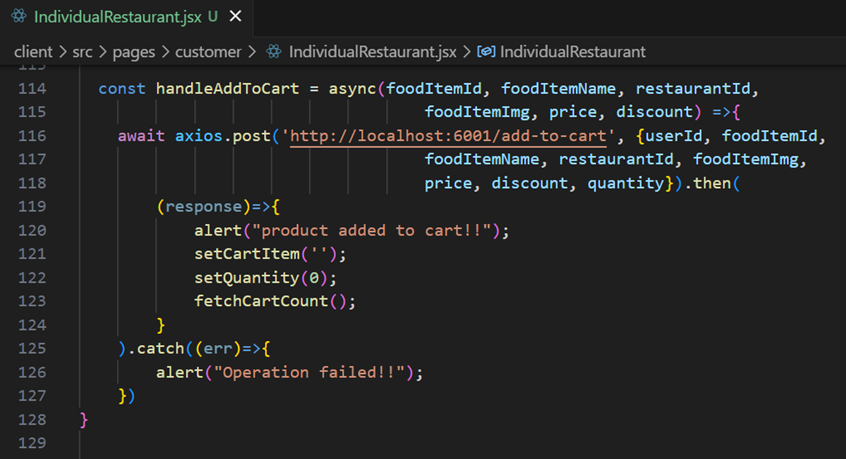 IndividualRestaurant.jsx U ×
client > src > pages > customer > IndividualRestaurant.jsx > IndividualRestaurant
113
114 const handleAddToCart = async(foodItemId, foodItemName, restaurantId,
115 foodItemImg, price, discount) =>{
116 await axios.post('http://localhost:6001/add-to-cart', {userId, foodItemId,
117 foodItemName, restaurantId, foodItemImg,
118 price, discount, quantity}).then(
119 (response)=>{
120 alert("product added to cart!!");
121 setCartItem('');
122 setQuantity(0);
123 fetchCartCount();
124 }
125 ).catch((err)=>{
126 alert("Operation failed!!");
127 })
128 }
129